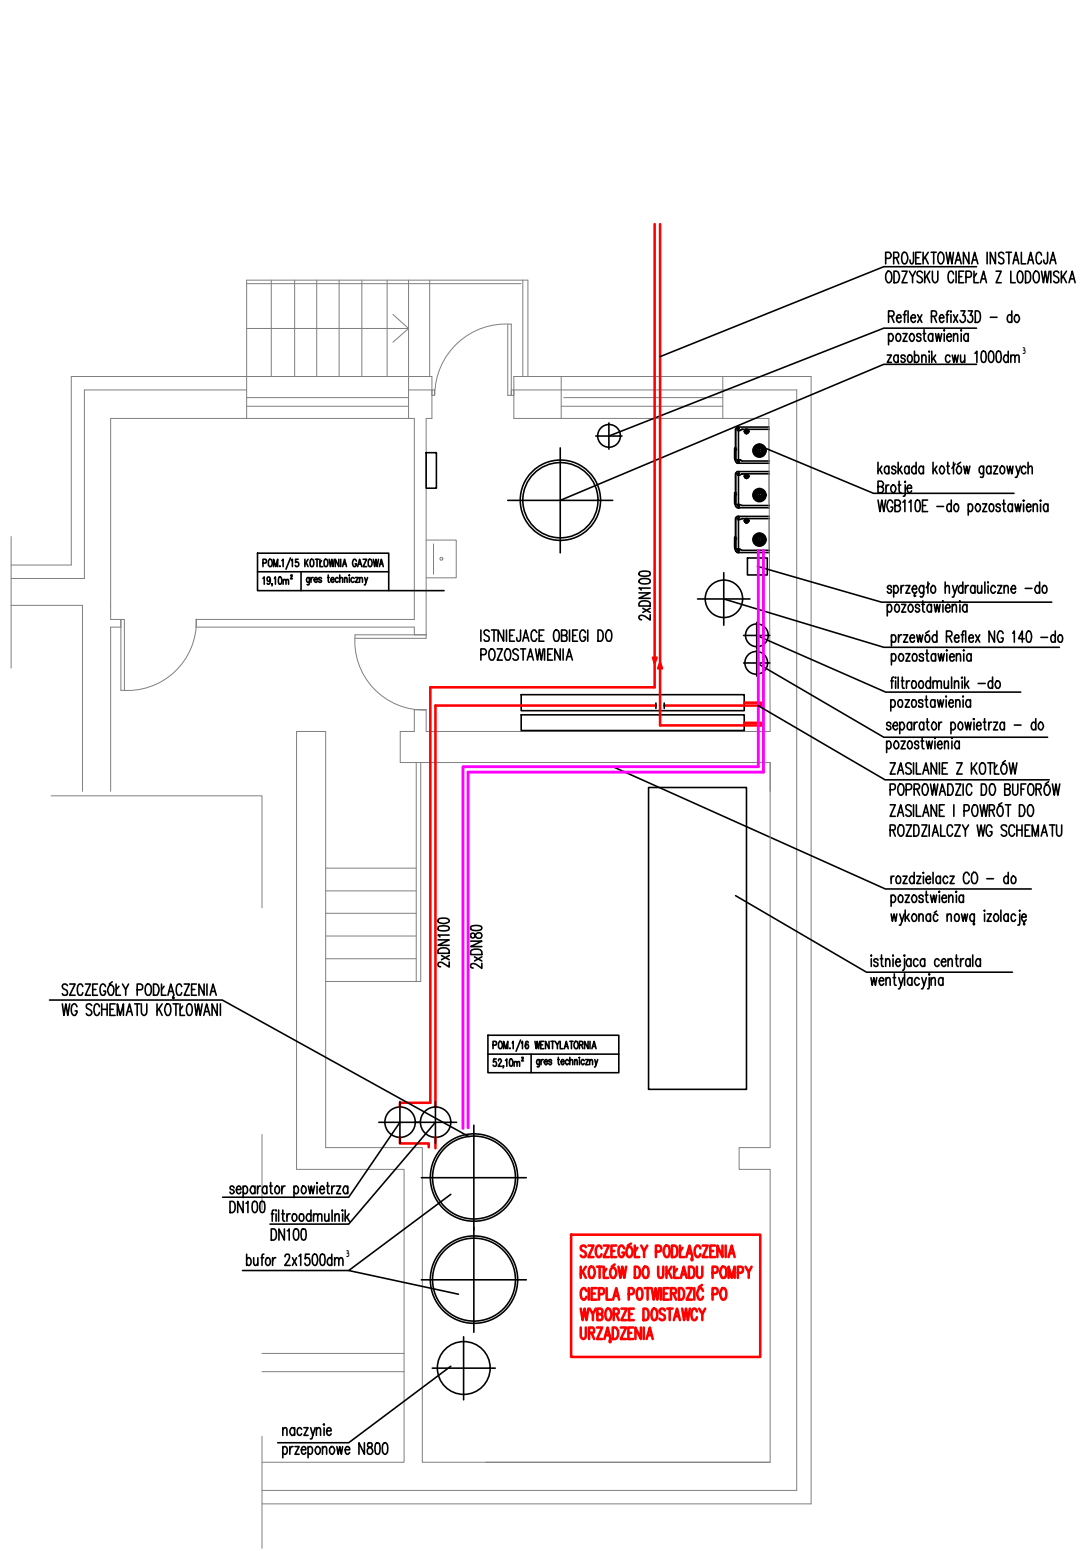 PROJEKTOWANA INSTALACJA
ODZYSKU CIEPŁA Z LODOWISKA
Reflex Refix33D – do
pozostawienia
zasobnik cwu 1000dm³
kaskada kotłów gazowych
Brotje
WGB110E –do pozostawienia
POM.1/15 KOTŁOWNIA GAZOWA
19,10m² gres techniczny
2xDN100
sprzęgło hydrauliczne –do
pozostawienia
ISTNIEJACE OBIEGI DO
POZOSTAWIENIA
przewód Reflex NG 140 –do
pozostawienia
filtroodmulnik –do
pozostawienia
separator powietrza – do
pozostwienia
ZASILANIE Z KOTŁÓW
POPROWADZIC DO BUFORÓW
ZASILANE I POWRÓT DO
ROZDZIALCZY WG SCHEMATU
rozdzielacz CO – do
pozostwienia
wykonać nową izolację
2xDN100
2xDN80
istniejaca centrala
wentylacyjna
SZCZEGÓŁY PODŁĄCZENIA
WG SCHEMATU KOTŁOWANI
POM.1/16 WENTYLATORNIA
52,10m² gres techniczny
separator powietrza
DN100
filtroodmulnik
DN100
bufor 2x1500dm³
SZCZEGÓŁY PODŁĄCZENIA
KOTŁÓW DO UKŁADU POMPY
CIEPLA POTWIERDZIĆ PO
WYBORZE DOSTAWCY
URZĄDZENIA
naczynie
przeponowe N800